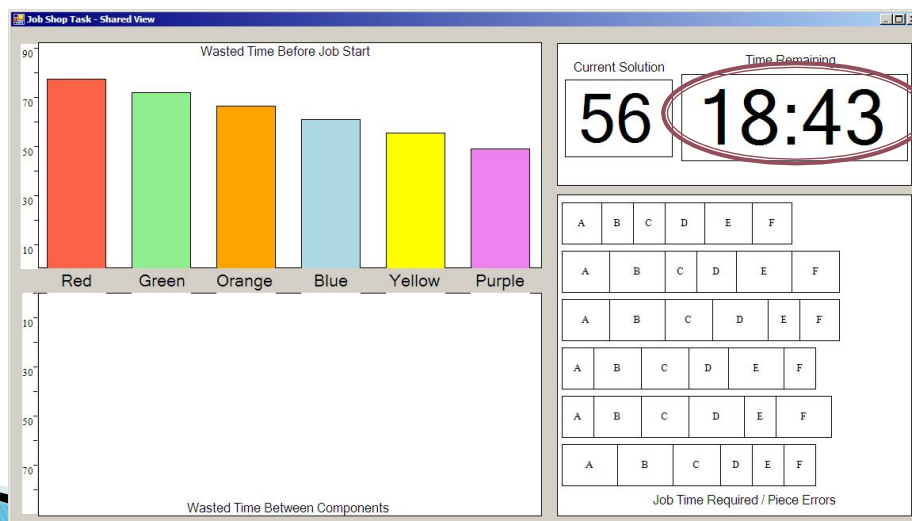 Job Shop Task - Shared View
Wasted Time Before Job Start
90
70
50
30
10
Red Green Orange Blue Yellow Purple
10
30
50
70
Wasted Time Between Components
Current Solution
56
Time Remaining
18:43
A B C D E F
A B C D E F
A B C D E F
A B C D E F
A B C D E F
A B C D E F
Job Time Required / Piece Errors